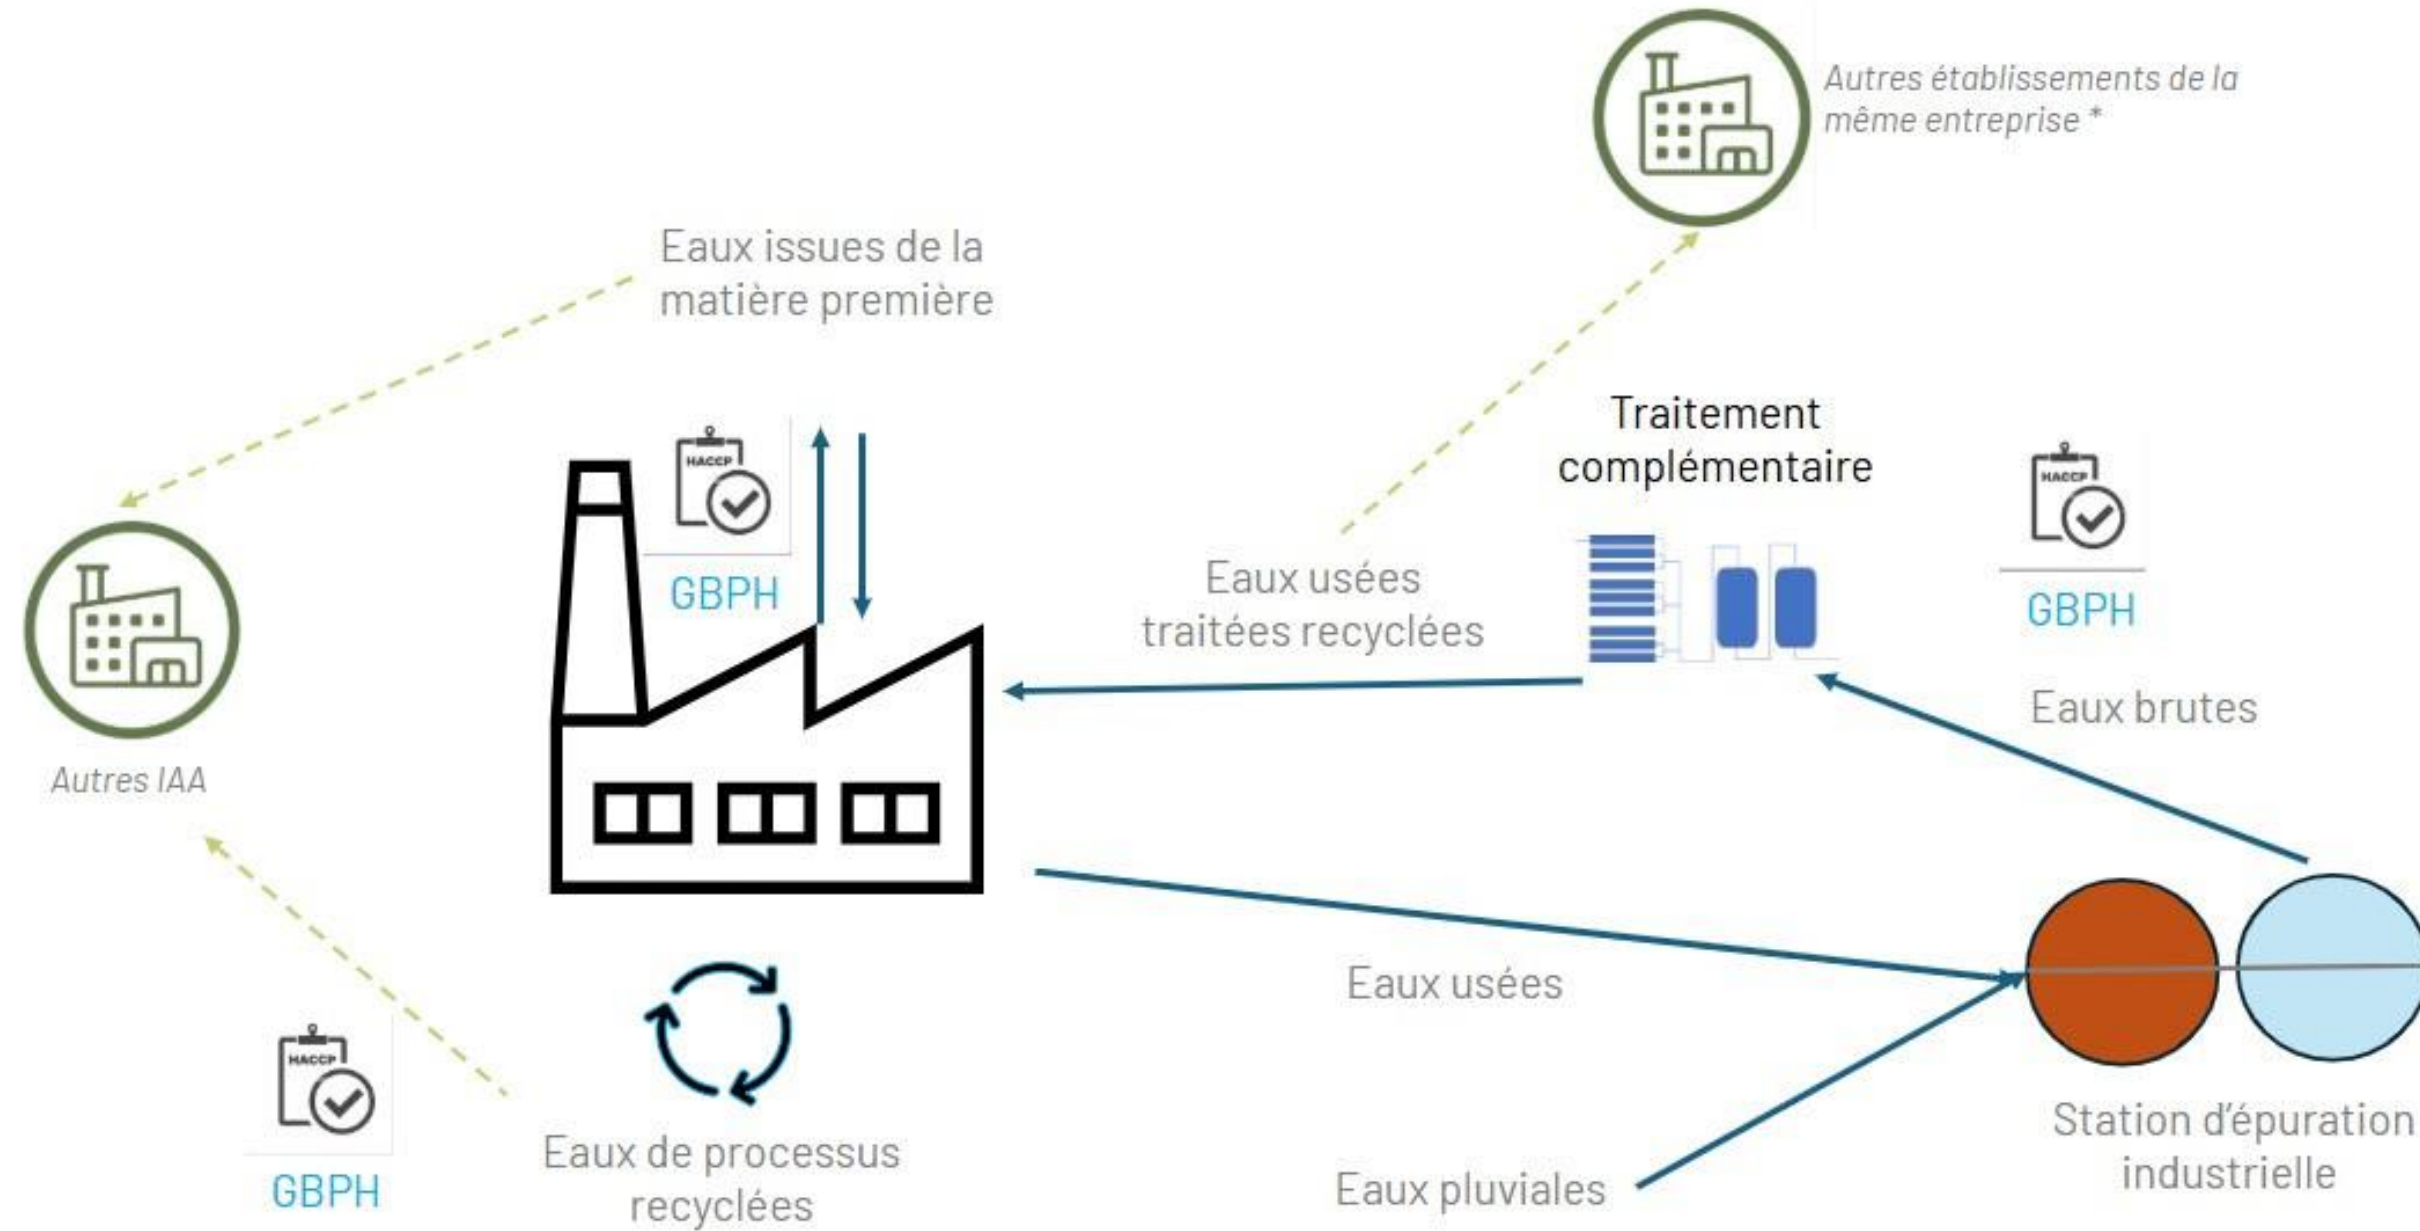 Autres établissements de la
même entreprise *
Eaux issues de la
matière première
Traitement
complémentaire
HACCP
GBPH
HACCP
GBPH
Eaux usées
traitées recyclées
Eaux brutes
Autres IAA
Eaux usées
HACCP
GBPH
Eaux de processus
recyclées
Eaux pluviales
Station d'épuration
industrielle